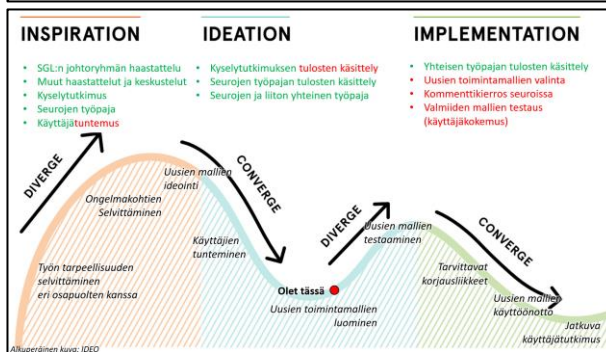 INSPIRATION
• SGL:n johtoryhmän haastattelu
• Muut haastattelut ja keskustelut
• Kyselytutkimus
• Seurojen työpaja
• Käyttäjätuntemus
IDEATION
• Kyselytutkimuksen tulosten käsittely
• Seurojen työpajan tulosten käsittely
• Seurojen ja liiton yhteinen työpaja
IMPLEMENTATION
• Yhteisen työpajan tulosten käsittely
• Uusien toimintamallien valinta
• Kommenttikierros seuroissa
• Valmiiden mallien testaus
(käyttäjäkokemus)
DIVERGE
Ongelmakohtien
Selvittäminen
Työn tarpeellisuuden
selvittäminen
eri osapuolten kanssa
Uusien mallien
ideointi
CONVERGE
Käyttäjien
tunteminen
Olet tässä
Uusien toimintamallien
luominen
DIVERGE
Uusien mallien
testaaminen
CONVERGE
Tarvittavat
korjausliikkeet
Uusien mallien
käyttöönotto
Jatkuva
käyttäjätutkimus
Alkuperäinen kuva: IDEO